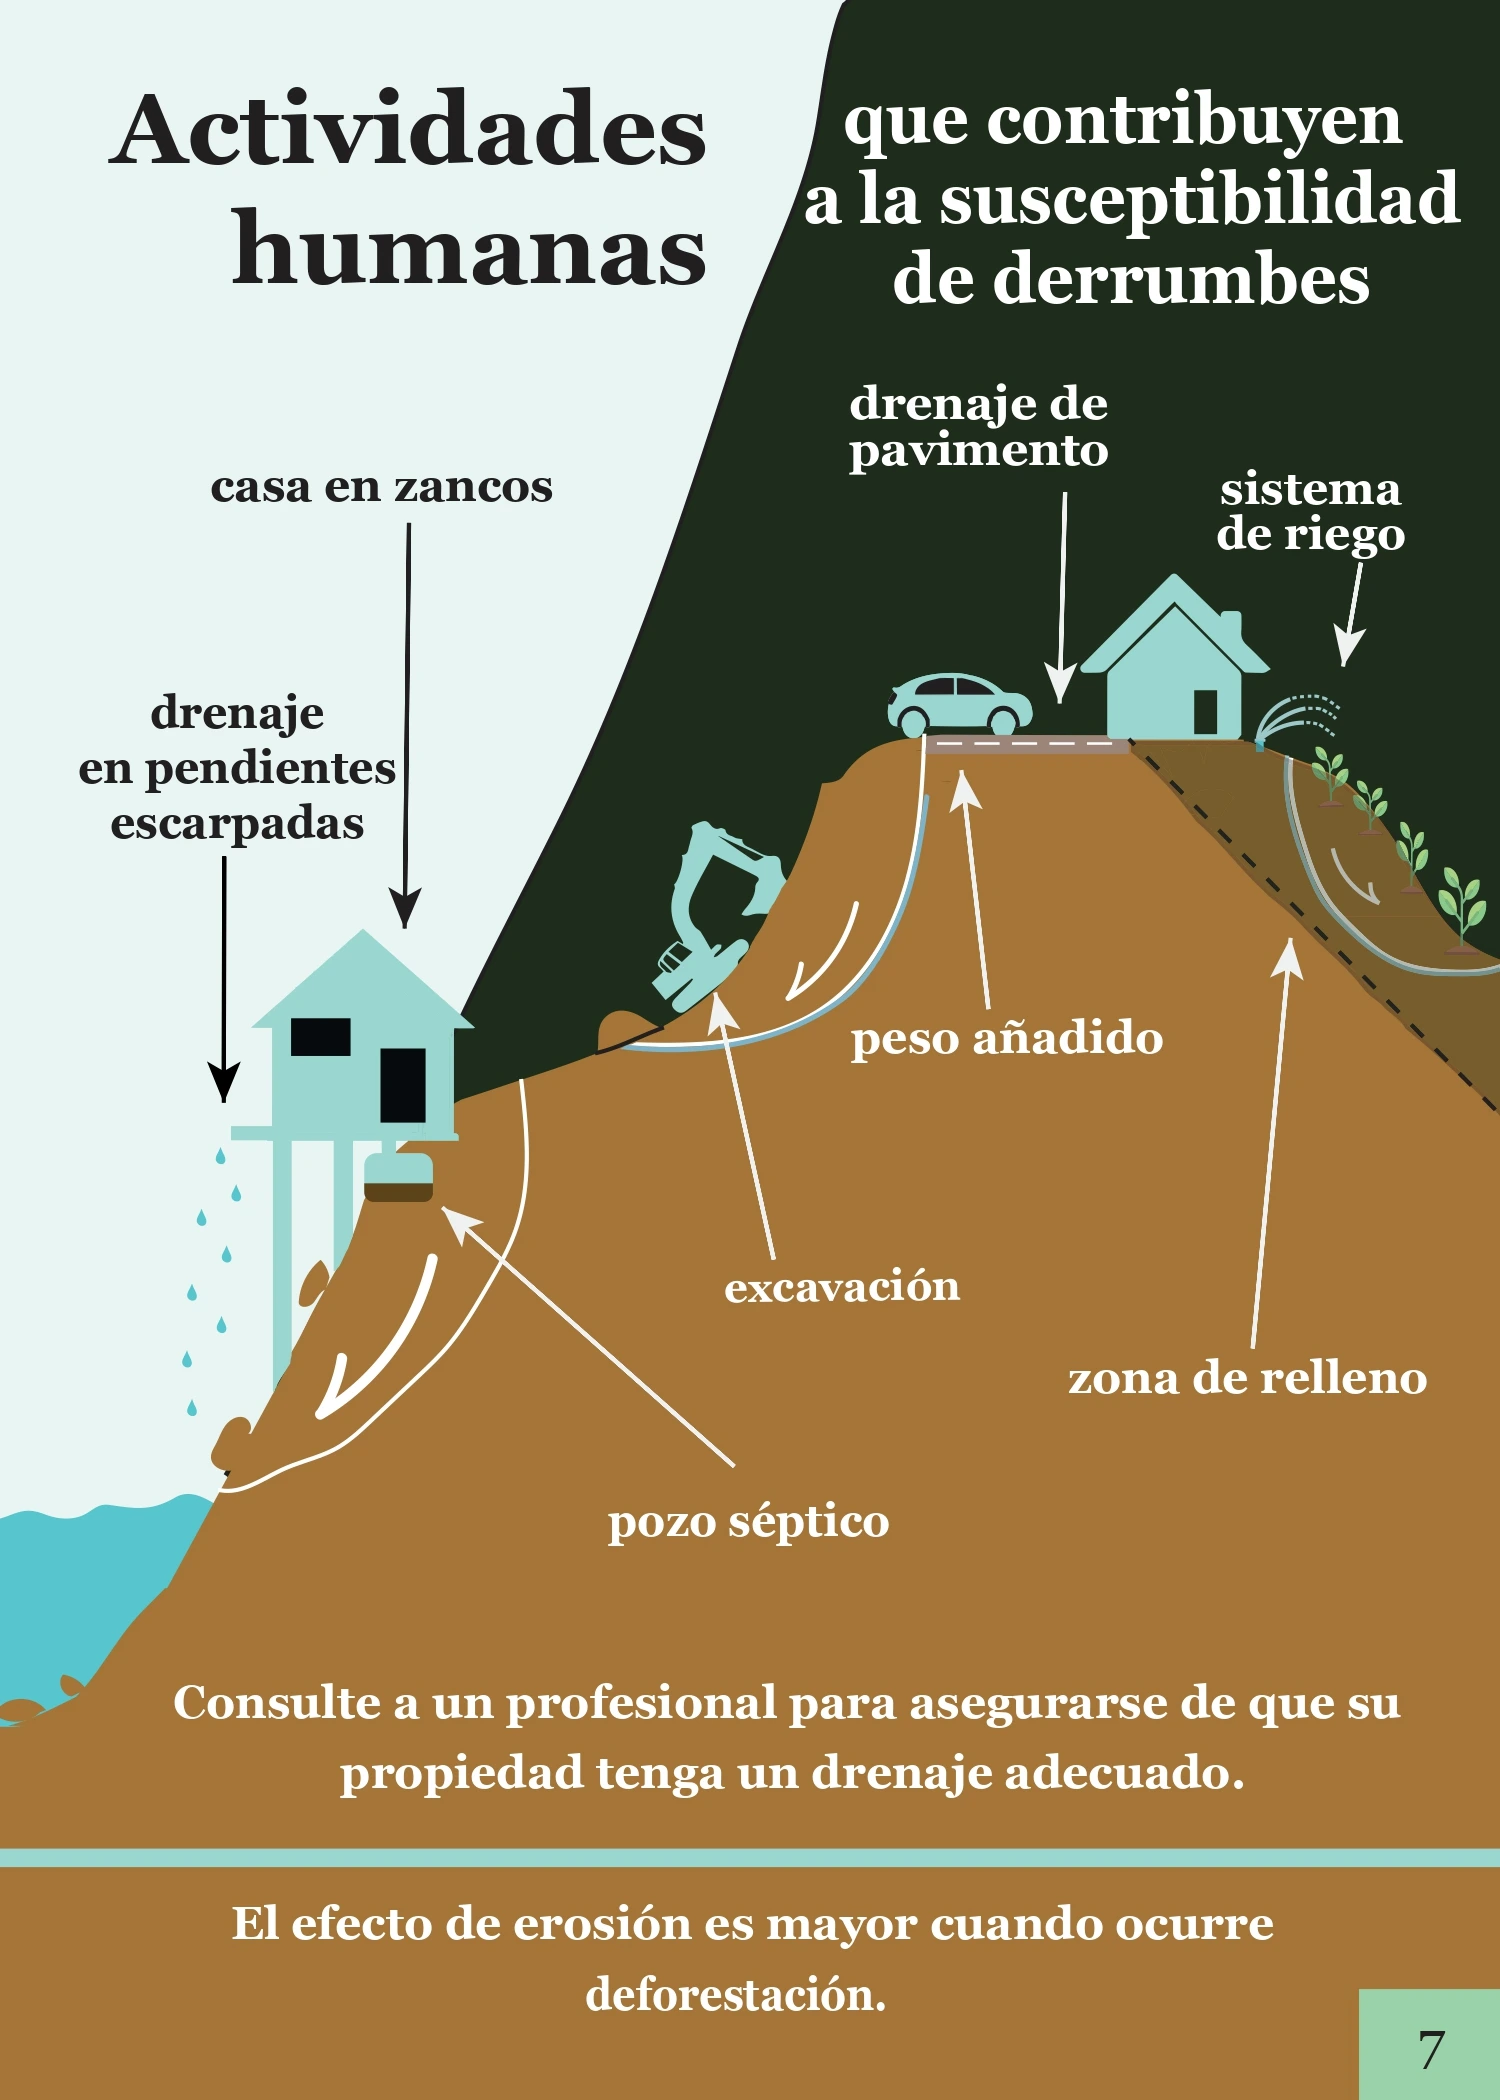 Actividades
humanas
que contribuyen
a la susceptibilidad
de derrumbes
drenaje de
pavimento
sistema
de riego
casa en zancos
drenaje
en pendientes
escarpadas
peso añadido
excavación
zona de relleno
pozo séptico
Consulte a un profesional para asegurarse de que su
propiedad tenga un drenaje adecuado.
El efecto de erosión es mayor cuando ocurre
deforestación.
7